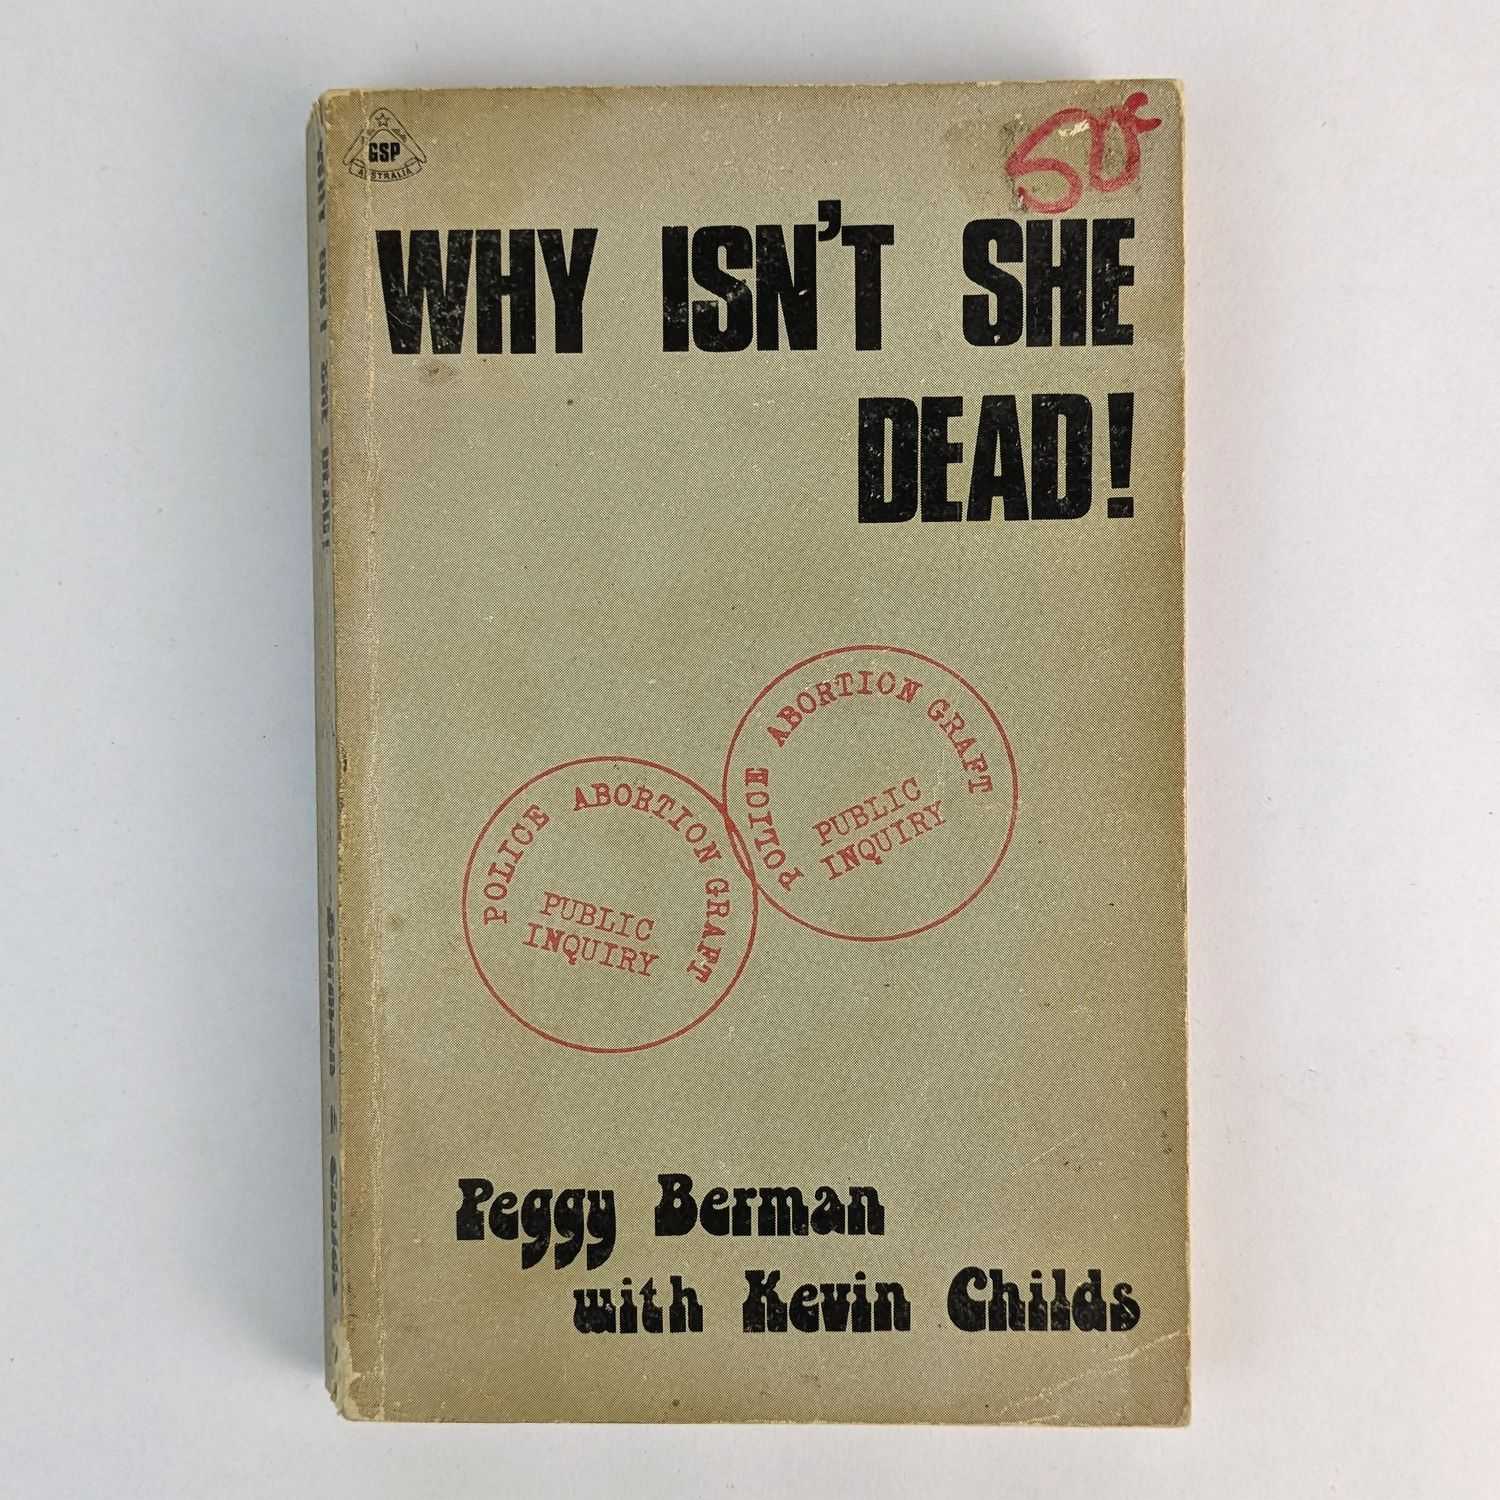 GSP
AUSTRALIA
50c
WHY ISN'T SHE
DEAD!
POLICE ABORTION GRAFT
PUBLIC
INQUIRY
POLICE ABORTION GRAFT
PUBLIC
INQUIRY
Peggy Berman
with Kevin Childs